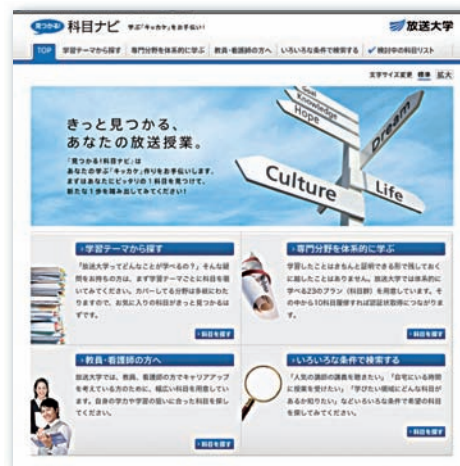 見つかる! 科目ナビ 学ぶ「キッカケ」をお手伝い!
放送大学
TOP 学習テーマから探す 専門分野を体系的に学ぶ 教員・看護師の方へ いろいろな条件で検索する 検討中の科目リスト
文字サイズ変更 標準 拡大
きっと見つかる、
あなたの放送授業。
「見つかる!科目ナビ」は
あなたの学び「キッカケ」作りをお手伝いします。
まずはあなたにピッタリの1科目を見つけて、
新たな1歩を踏み出してみてください!
Goal
Knowledge
Hope
Dream
Culture
Life
学習テーマから探す
「放送大学ってどんなことが学べるの?」そんな疑
問をお持ちの方は、まず学習テーマごとに科目を覗
いてみてください。カバーしてる分野は多岐にわた
りますので、お気に入りの科目がきっと見つかるは
ずです。
科目を探す
専門分野を体系的に学ぶ
学習したことはきちんと証明できる形で残しておく
に越したことはありません。放送大学では体系的に
学べる23のプラン(科目群)を用意しています。そ
の中から10科目履修すれば認証状取得につながりま
す。
科目を探す
教員・看護師の方へ
放送大学では、教員、看護師の方でキャリアアップ
を考えている方のために、幅広い科目を用意してい
ます。自身の学力や学習の狙いに合った科目を探し
てください。
科目を探す
いろいろな条件で検索する
「人気の講師の講義を聴きたい」「自宅にいる時間
に授業を受けたい」「学びたい領域にどんな科目が
あるか知りたい」などいろいろな条件で希望の科目
を探してみてください。
科目を探す